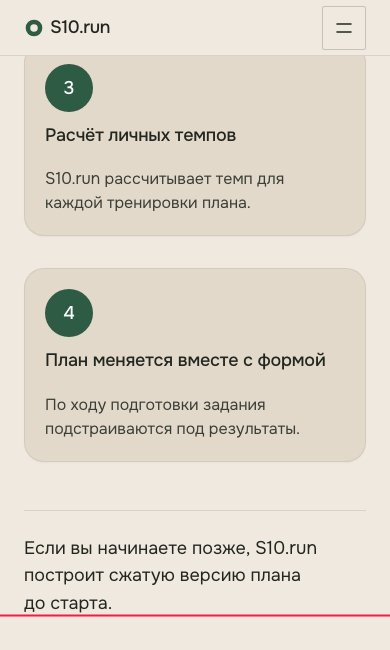 S10.run
3
Расчёт личных темпов
S10.run рассчитывает темп для
каждой тренировки плана.
4
План меняется вместе с формой
По ходу подготовки задания
подстраиваются под результаты.
Если вы начинаете позже, S10.run
построит сжатую версию плана
до старта.